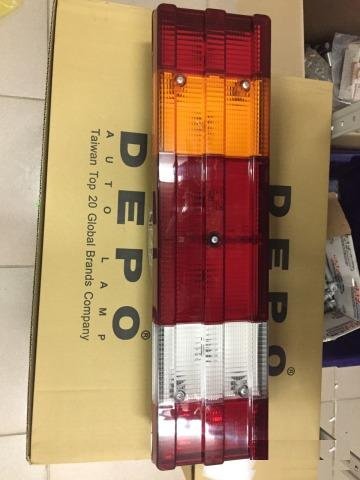 DEPO®
AUTO LAMP
Taiwan Top 20 Global Brands Company
DEPO®